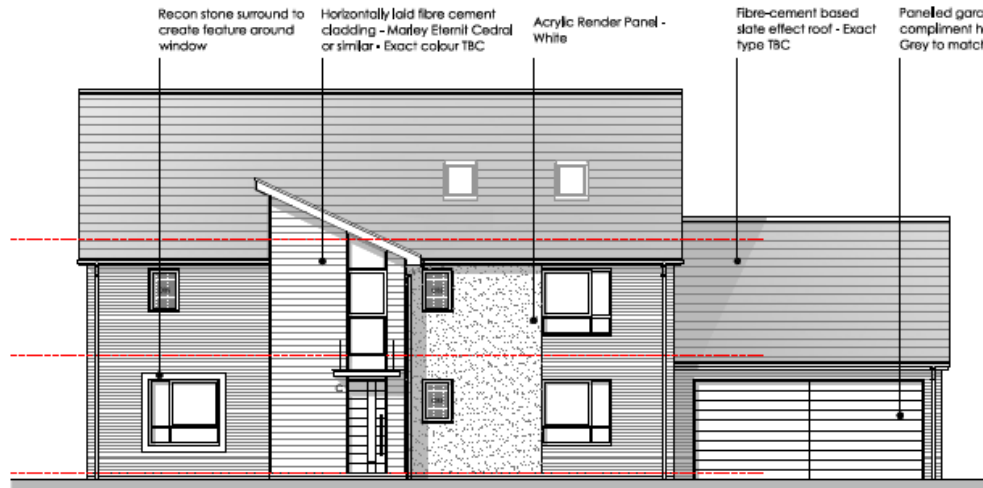 Recon stone surround to
create feature around
window
Horizontally laid fibre cement
cladding - Marley Eternit Cedral
or similar - Exact colour TBC
Acrylic Render Panel -
White
Fibre-cement based
slate effect roof - Exact
type TBC
Panelled
compliment
Grey to match